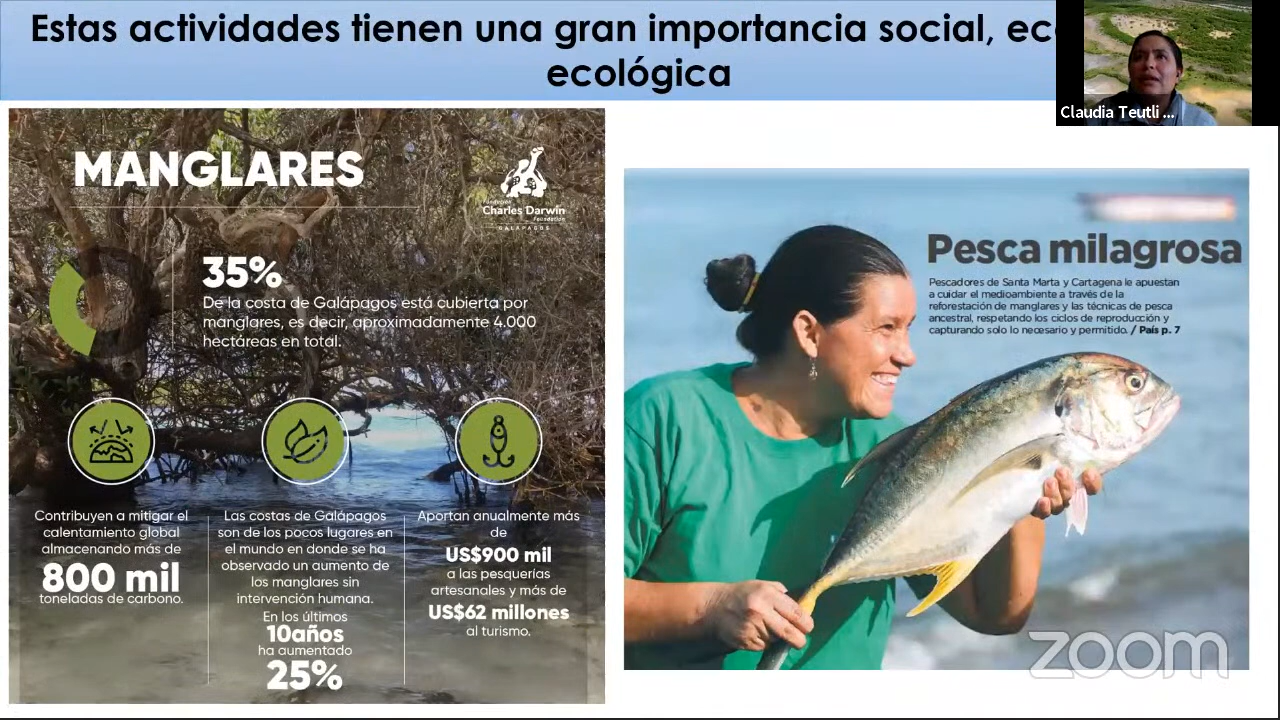 Estas actividades tienen una gran importancia social, ec
ecológica
Claudia Teutli ...
MANGLARES
Fundación
Charles Darwin
Foundation
GALAPAGOS
35%
De la costa de Galápagos está cubierta por
manglares, es decir, aproximadamente 4.000
hectáreas en total.
Contribuyen a mitigar el
calentamiento global
almacenando más de
800 mil
toneladas de carbono.
Las costas de Galápagos
son de los pocos lugares en
el mundo en donde se ha
observado un aumento de
los manglares sin
intervención humana.
En los últimos
10años
ha aumentado
25%
Aportan anualmente más
de
US$900 mil
a las pesquerías
artesanales y más de
US$62 millones
al turismo.
Pesca milagrosa
Pescadores de Santa Marta y Cartagena le apuestan
a cuidar el medioambiente a través de la
reforestación de manglares y las técnicas de pesca
ancestral, respetando los ciclos de reproducción y
capturando solo lo necesario y permitido. / País p. 7
zoom